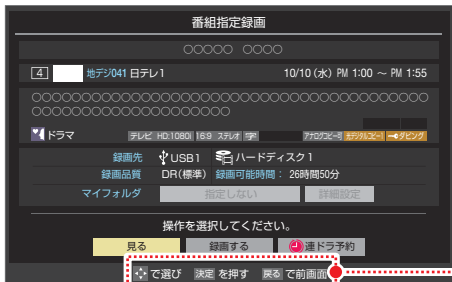 番組指定録画
○○○○○ ○○○○
4 地デジ041 日テレ1 10/10 (水) PM 1:00 ～ PM 1:55
○○○○○○○○○○○○○○○○○○○○○○○○○○○○○○○○○○○○○○○○
○○○○○○○○○○○○○○○○○○○○
ドラマ テレビ HD:1080i 16:9 ステレオ 字 アナログコピー可 デジタルコピー1 ダビング
録画先 USB1 ハードディスク1
録画品質 DR(標準) 録画可能時間： 26時間50分
マイフォルダ 指定しない 詳細設定
操作を選択してください。
見る 録画する 連ドラ予約
で選び 決定 を押す 戻る で前画面